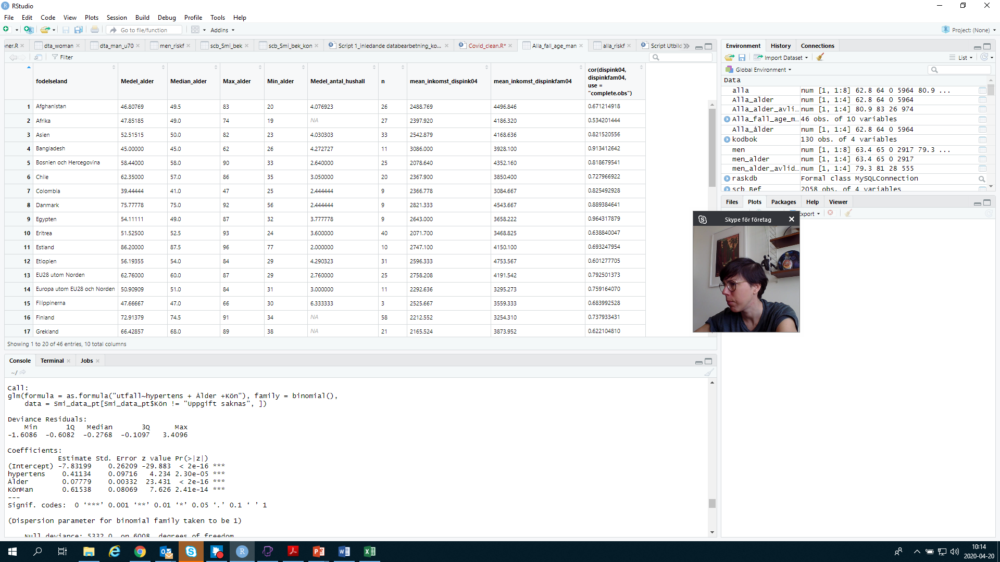 RStudio
File Edit Code View Plots Session Build Debug Profile Tools Help
Go to file/function Addins Project: (None)
oner.R dta_woman dta_man_u70 men_riskf scb_Smi_bek scb_Smi_bek_kon Script 1_inledande databearbetning_ko... Covid_clean.R* Alla_fall_age_man alla_riskf Script Utbild
Filter
fodelseland Medel_alder Median_alder Max_alder Min_alder Medel_antal_hushall n mean_inkomst_dispink04 mean_inkomst_dispinkfam04 cor(dispink04, dispinkfam04, use = "complete.obs")
1 Afghanistan 46.80769 49.5 83 20 4.076923 26 2488.769 4496.846 0.671214918
2 Afrika 47.85185 49.0 74 19 NA 27 2397.920 4186.320 0.534201444
3 Asien 52.51515 50.0 82 23 4.030303 33 2542.879 4168.636 0.821520556
4 Bangladesh 45.00000 45.0 62 26 4.272727 11 3086.000 3928.100 0.913412642
5 Bosnien och Hercegovina 58.44000 58.0 90 33 2.640000 25 2078.640 4352.160 0.818679541
6 Chile 62.35000 57.0 86 35 3.050000 20 2367.900 3850.400 0.727966922
7 Colombia 39.44444 41.0 47 25 2.444444 9 2366.778 3084.667 0.825492928
8 Danmark 75.77778 75.0 92 56 2.444444 9 2821.333 4543.667 0.889384641
9 Egypten 54.11111 49.0 87 32 3.777778 9 2643.000 3658.222 0.964317879
10 Eritrea 51.52500 52.5 93 24 3.600000 40 2071.700 3468.825 0.638840047
11 Estland 86.20000 87.5 96 77 2.000000 10 2747.100 4150.100 0.693247954
12 Etiopien 56.19355 54.0 84 29 4.290323 31 2596.333 4753.567 0.601277705
13 EU28 utom Norden 62.76000 60.0 87 29 2.760000 25 2758.208 4191.542 0.792501373
14 Europa utom EU28 och Norden 50.90909 51.0 84 31 3.000000 11 2292.636 3295.273 0.759164070
15 Filippinerna 47.66667 47.0 66 30 6.333333 3 2525.667 3559.333 0.683992528
16 Finland 72.91379 74.5 91 34 NA 58 2212.552 3254.310 0.737933431
17 Grekland 66.42857 68.0 89 38 NA 21 2165.524 3873.952 0.622104810
Showing 1 to 20 of 46 entries, 10 total columns
Console Terminal Jobs
~/
Call:
glm(formula = as.formula("utfall~hypertens + Ålder +Kön"), family = binomial(),
data = Smi_data_pt[Smi_data_pt$Kön != "Uppgift saknas", ])
Deviance Residuals:
Min 1Q Median 3Q Max
-1.6086 -0.6082 -0.2768 -0.1097 3.4096
Coefficients:
Estimate Std. Error z value Pr(>|z|)
(Intercept) -7.83199 0.26209 -29.883 < 2e-16 ***
hypertens 0.41134 0.09716 4.234 2.30e-05 ***
Ålder 0.07779 0.00332 23.431 < 2e-16 ***
KönMan 0.61538 0.08069 7.626 2.41e-14 ***
---
Signif. codes: 0 ‘***’ 0.001 ‘**’ 0.01 ‘*’ 0.05 ‘.’ 0.1 ‘ ’ 1
(Dispersion parameter for binomial family taken to be 1)
Null deviance: 5332.0 on 6008 degrees of freedom
Environment History Connections
Import Dataset List
Global Environment
Data
alla num [1, 1:8] 62.8 64 0 5964 80.9 ...
Alla_alder num [1, 1:4] 62.8 64 0 5964
Alla_alder_avli... num [1, 1:4] 80.9 83 26 974
Alla_fall_age_m... 46 obs. of 10 variables
Alla_ålder num [1, 1:4] 62.8 64 0 5964
kodbok 130 obs. of 4 variables
men num [1, 1:8] 63.4 65 0 2917 79.3 ...
men_alder num [1, 1:4] 63.4 65 0 2917
men_alder_avlid... num [1, 1:4] 79.3 81 28 555
raskdb Formal class MySQLConnection
scb_Bef 2058 obs. of 4 variables
Files Plots Packages Help Viewer
Export
Skype för företag
10:14
2020-04-20